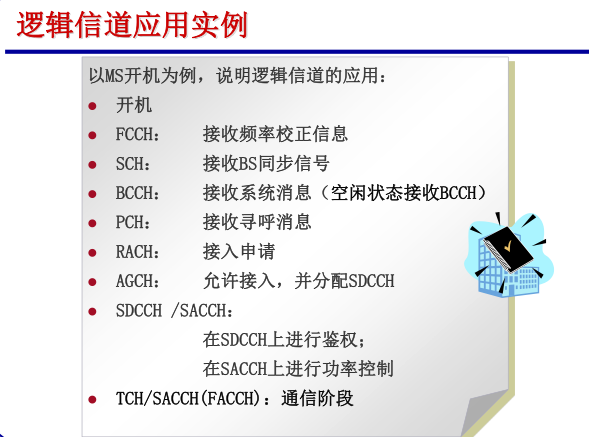 逻辑信道应用实例
以MS开机为例，说明逻辑信道的应用：
● 开机
● FCCH： 接收频率校正信息
● SCH： 接收BS同步信号
● BCCH： 接收系统消息（空闲状态接收BCCH）
● PCH： 接收寻呼消息
● RACH： 接入申请
● AGCH： 允许接入，并分配SDCCH
● SDCCH /SACCH：
在SDCCH上进行鉴权；
在SACCH上进行功率控制
● TCH/SACCH(FACCH)：通信阶段